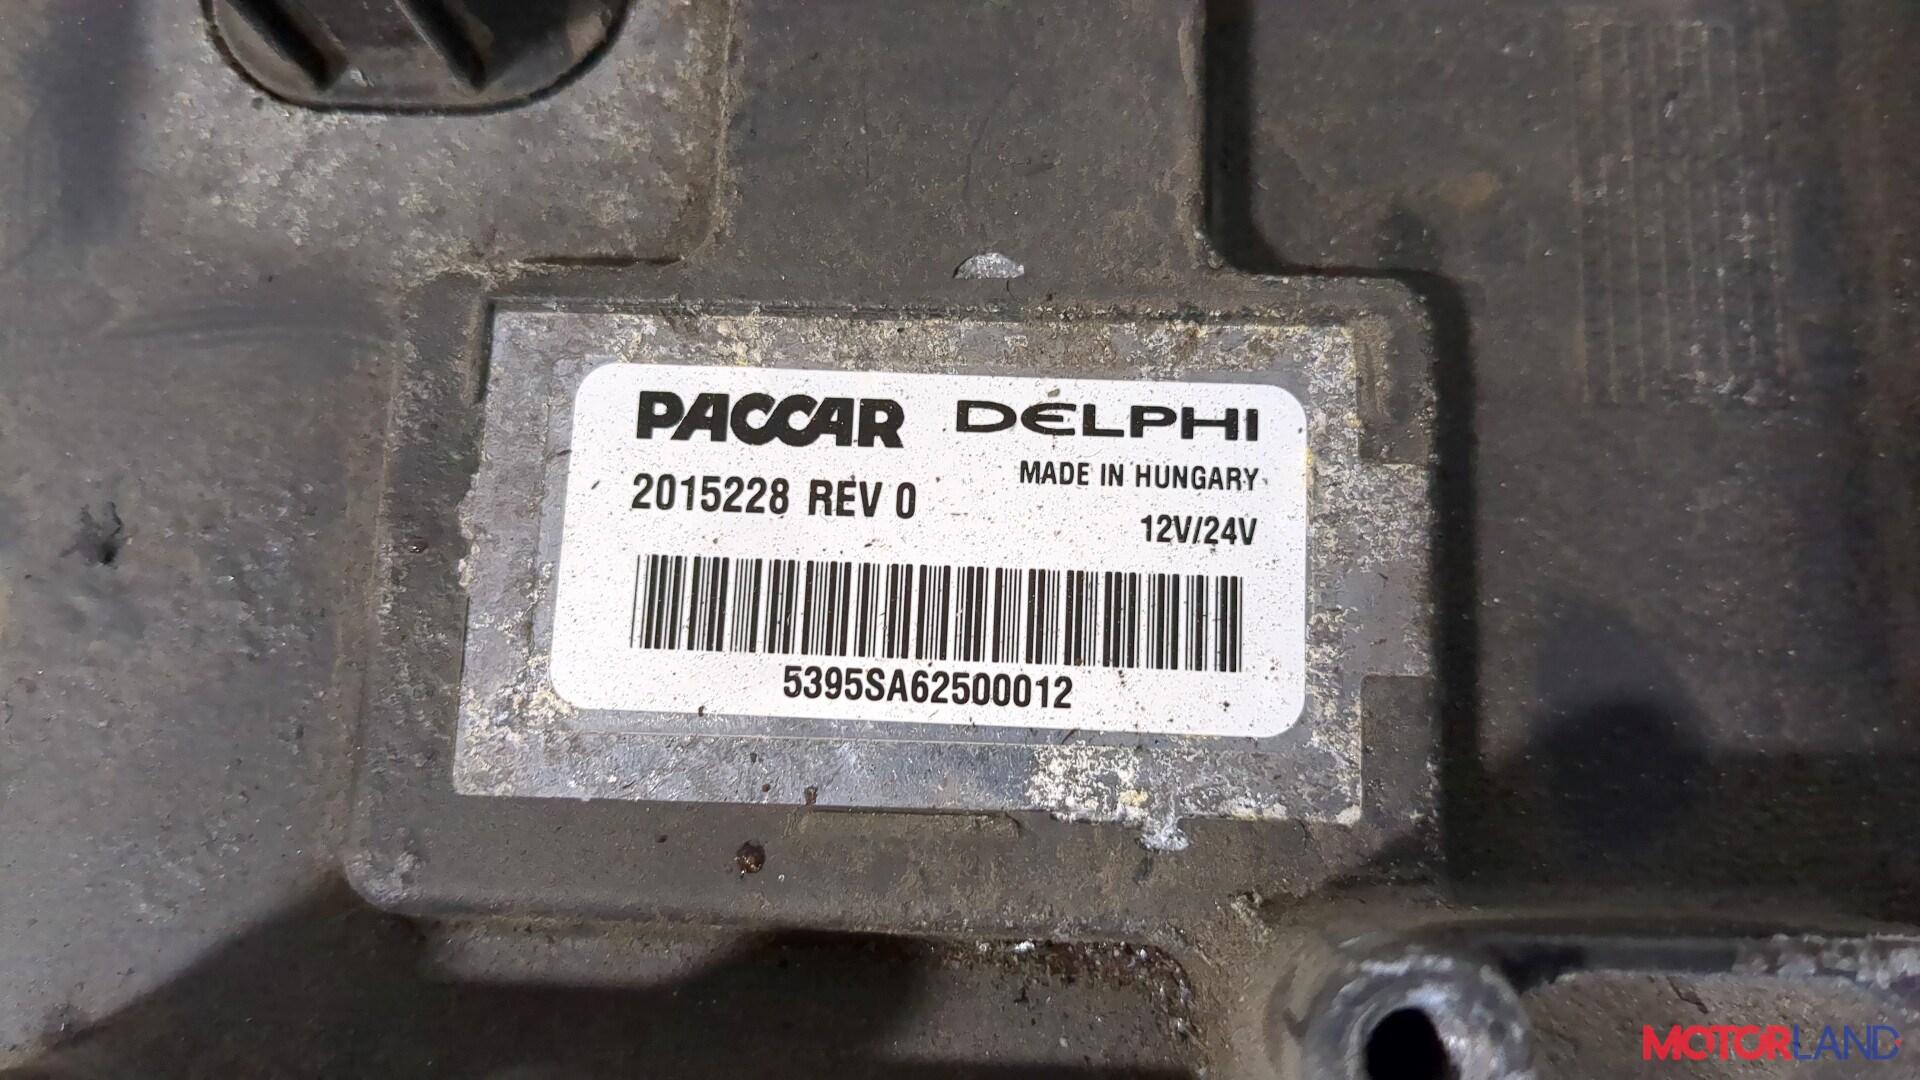 PACCAR DELPHI
MADE IN HUNGARY
2015228 REV 0
12V/24V
5395SA62500012
MOTORLAND